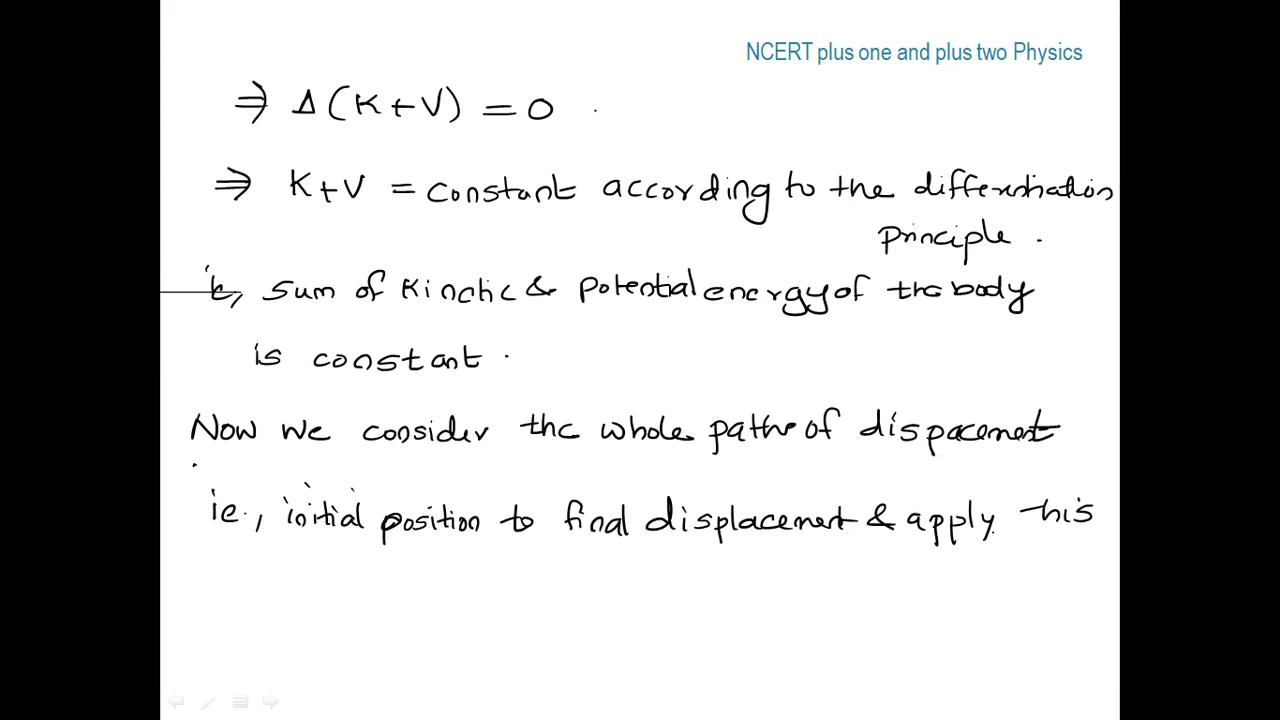 NCERT plus one and plus two Physics
⇒ Δ(K+V) = 0
⇒ K+V = constant according to the differentiation
principle.
ie, sum of Kinetic & potential energy of the body
is constant.
Now we consider the whole path of dispacement
ie., initial position to final displacement & apply this